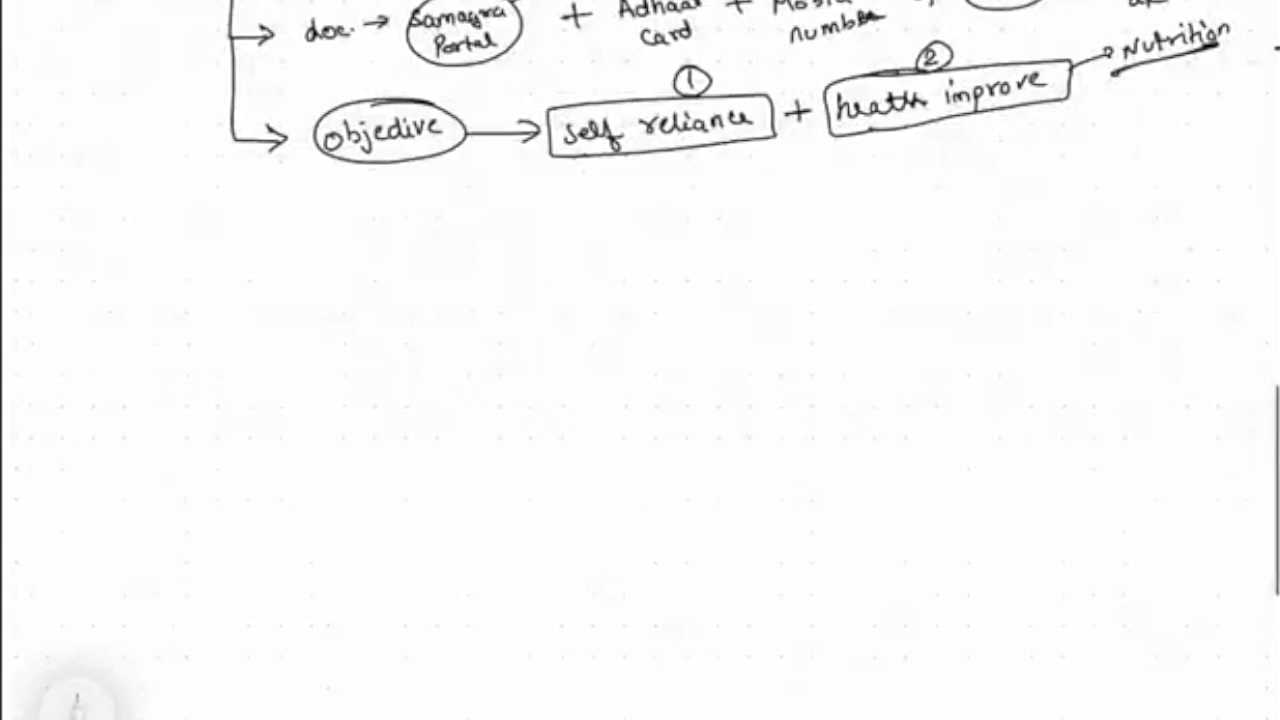 doc. → Samagra Portal + Adhaar Card + number
① ②
Objective → self reliance + heath improve → Nutrition